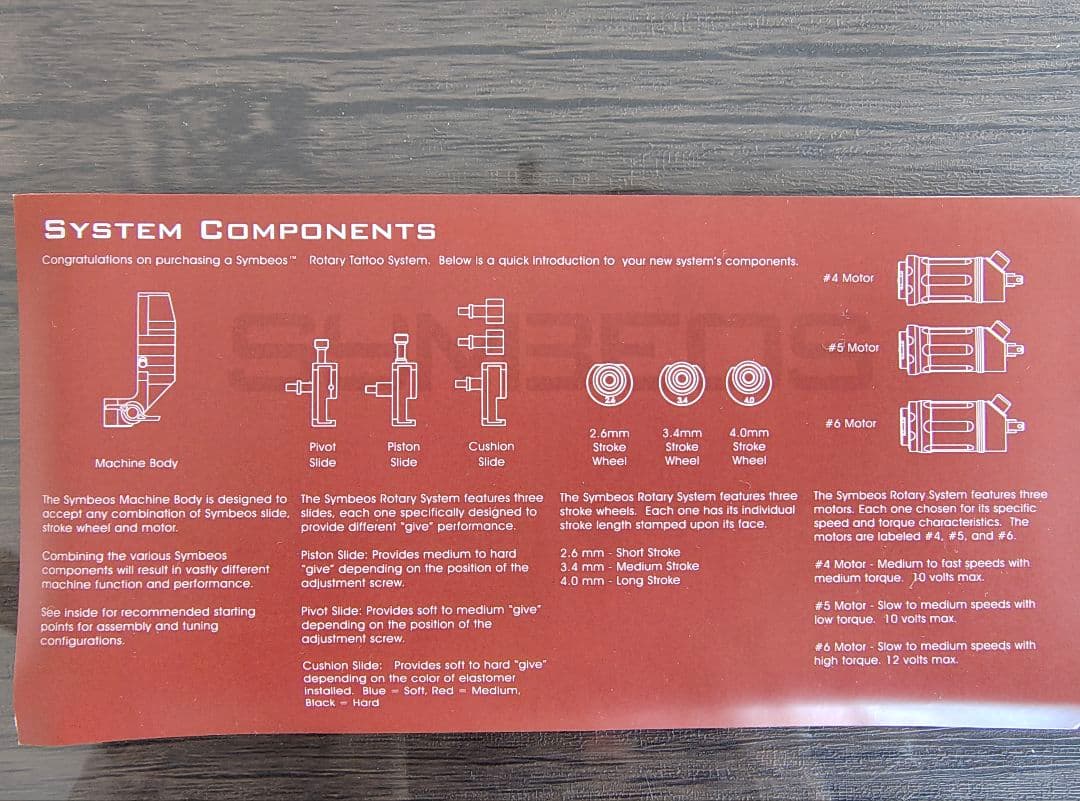 SYSTEM COMPONENTS
Congratulations on purchasing a Symbeos™ Rotary Tattoo System. Below is a quick introduction to your new system's components.
SYMBEOS
#4 Motor
#5 Motor
#6 Motor
2.6
3.4
4.0
Machine Body
Pivot
Slide
Piston
Slide
Cushion
Slide
2.6mm
Stroke
Wheel
3.4mm
Stroke
Wheel
4.0mm
Stroke
Wheel
The Symbeos Machine Body is designed to
accept any combination of Symbeos slide,
stroke wheel and motor.
Combining the various Symbeos
components will result in vastly different
machine function and performance.
See inside for recommended starting
points for assembly and tuning
configurations.
The Symbeos Rotary System features three
slides, each one specifically designed to
provide different "give" performance.
Piston Slide: Provides medium to hard
"give" depending on the position of the
adjustment screw.
Pivot Slide: Provides soft to medium "give"
depending on the position of the
adjustment screw.
Cushion Slide: Provides soft to hard "give"
depending on the color of elastomer
installed. Blue = Soft, Red = Medium,
Black = Hard
The Symbeos Rotary System features three
stroke wheels. Each one has its individual
stroke length stamped upon its face.
2.6 mm - Short Stroke
3.4 mm - Medium Stroke
4.0 mm - Long Stroke
The Symbeos Rotary System features three
motors. Each one chosen for its specific
speed and torque characteristics. The
motors are labeled #4, #5, and #6.
#4 Motor - Medium to fast speeds with
medium torque. 10 volts max.
#5 Motor - Slow to medium speeds with
low torque. 10 volts max.
#6 Motor - Slow to medium speeds with
high torque. 12 volts max.